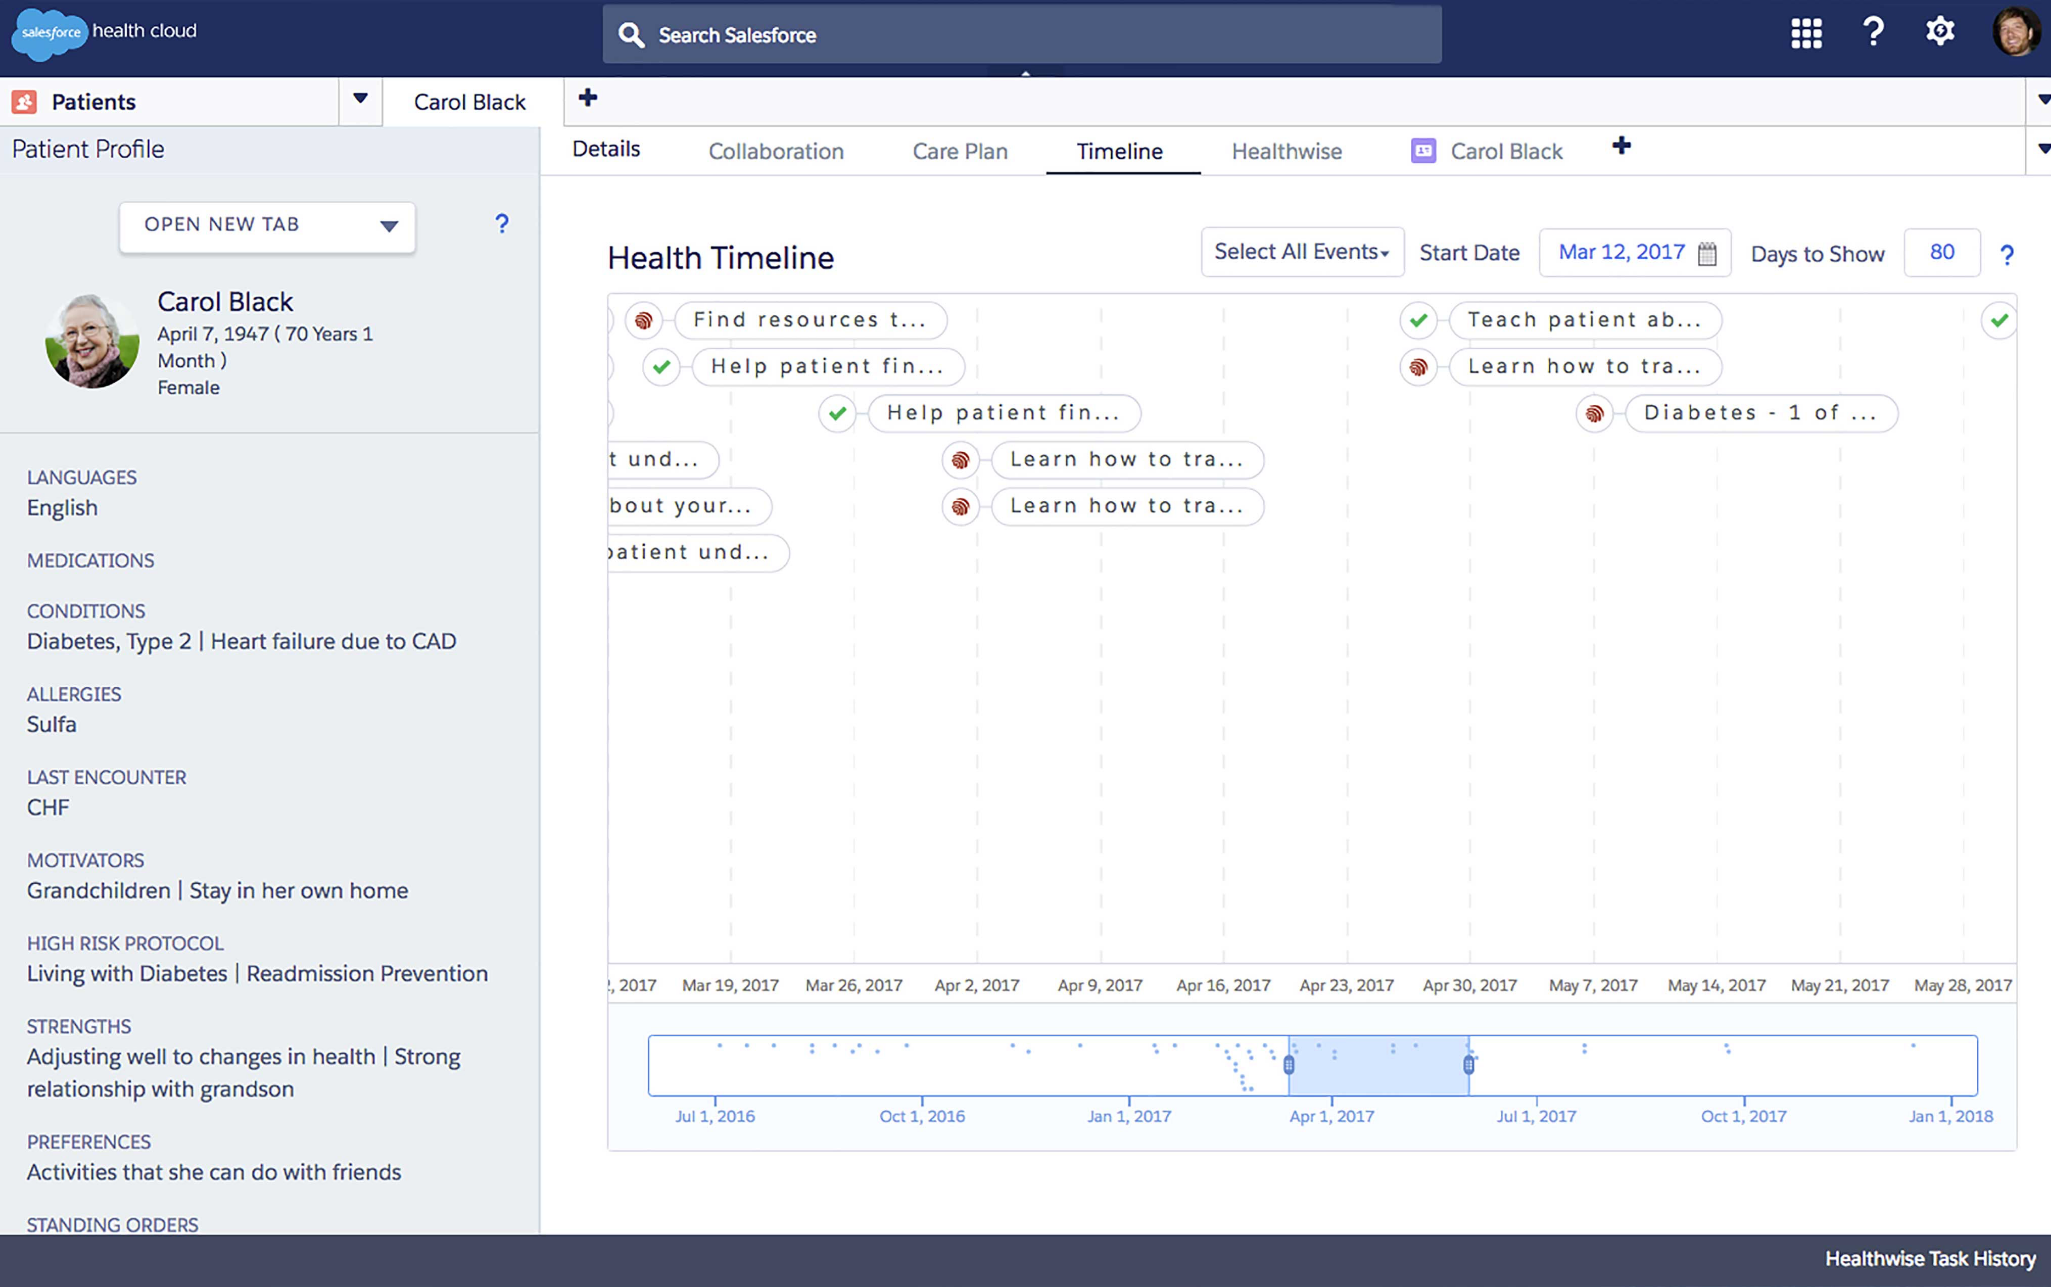 salesforce health cloud
Search Salesforce
?
Patients
Carol Black
Patient Profile
Details
Collaboration
Care Plan
Timeline
Healthwise
Carol Black
OPEN NEW TAB
?
Carol Black
April 7, 1947 ( 70 Years 1
Month )
Female
LANGUAGES
English
MEDICATIONS
CONDITIONS
Diabetes, Type 2 | Heart failure due to CAD
ALLERGIES
Sulfa
LAST ENCOUNTER
CHF
MOTIVATORS
Grandchildren | Stay in her own home
HIGH RISK PROTOCOL
Living with Diabetes | Readmission Prevention
STRENGTHS
Adjusting well to changes in health | Strong
relationship with grandson
PREFERENCES
Activities that she can do with friends
STANDING ORDERS
Health Timeline
Select All Events
Start Date
Mar 12, 2017
Days to Show
80
?
Find resources t...
Teach patient ab...
Help patient fin...
Learn how to tra...
Help patient fin...
Diabetes - 1 of ...
t und...
Learn how to tra...
bout your...
Learn how to tra...
patient und...
2, 2017
Mar 19, 2017
Mar 26, 2017
Apr 2, 2017
Apr 9, 2017
Apr 16, 2017
Apr 23, 2017
Apr 30, 2017
May 7, 2017
May 14, 2017
May 21, 2017
May 28, 2017
Jul 1, 2016
Oct 1, 2016
Jan 1, 2017
Apr 1, 2017
Jul 1, 2017
Oct 1, 2017
Jan 1, 2018
Healthwise Task History